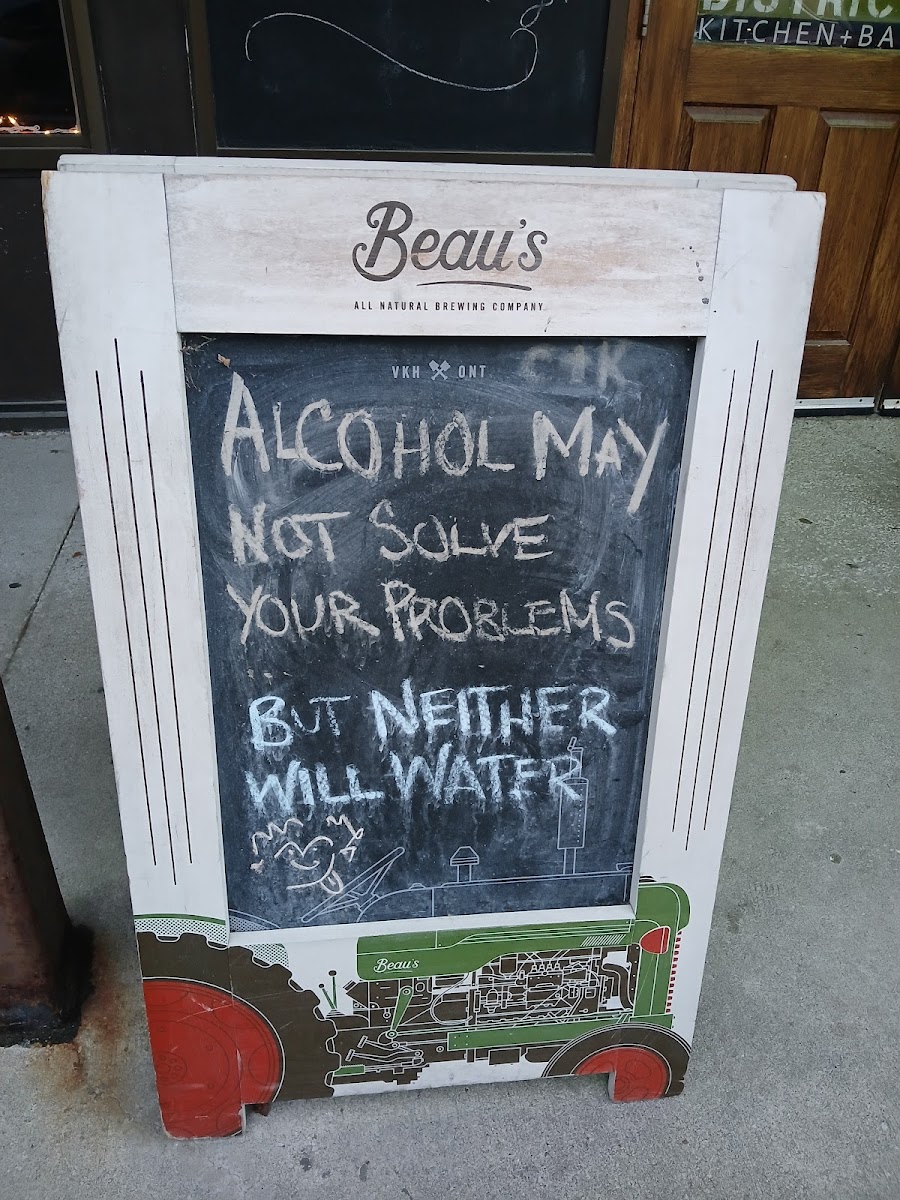 KITCHEN+BA
Beau's
ALL NATURAL BREWING COMPANY
VKH ONT
ALCOHOL MAY
NOT SOLVE
YOUR PROBLEMS
BUT NEITHER
WILL WATER
Beau's